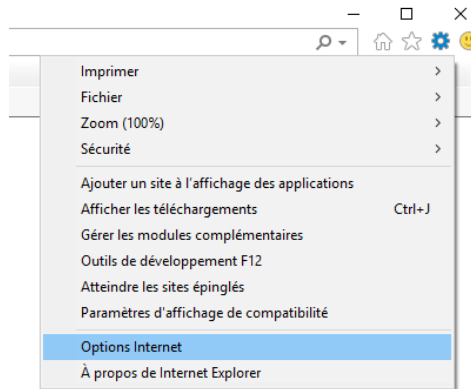 Imprimer
Fichier
Zoom (100%)
Sécurité
Ajouter un site à l'affichage des applications
Afficher les téléchargements Ctrl+J
Gérer les modules complémentaires
Outils de développement F12
Atteindre les sites épinglés
Paramètres d'affichage de compatibilité
Options Internet
À propos de Internet Explorer